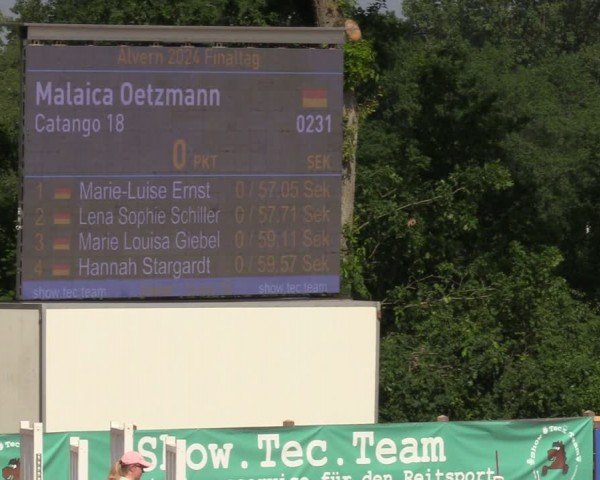 Alvern 2024 Finaltag
Malaica Oetzmann
Catango 18 0231
0 PKT SEK
1 Marie-Luise Ernst 0 / 57.05 Sek
2 Lena Sophie Schiller 0 / 57.71 Sek
3 Marie Louisa Giebel 0 / 59.11 Sek
4 Hannah Stargardt 0 / 59.57 Sek
show.tec.team show.tec.team
Show.Tec.Team
für den Reitsport